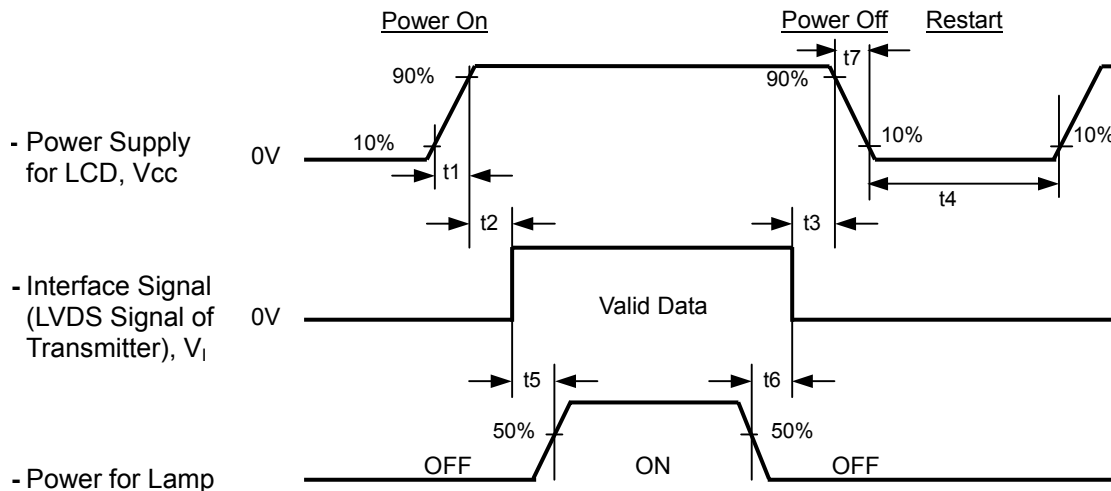 Power On
Power Off
Restart
90%
90%
t7
- Power Supply
for LCD, Vcc
0V
10%
10%
10%
t1
t4
t2
t3
- Interface Signal
(LVDS Signal of
Transmitter), VI
0V
Valid Data
t5
t6
50%
50%
- Power for Lamp
OFF
ON
OFF